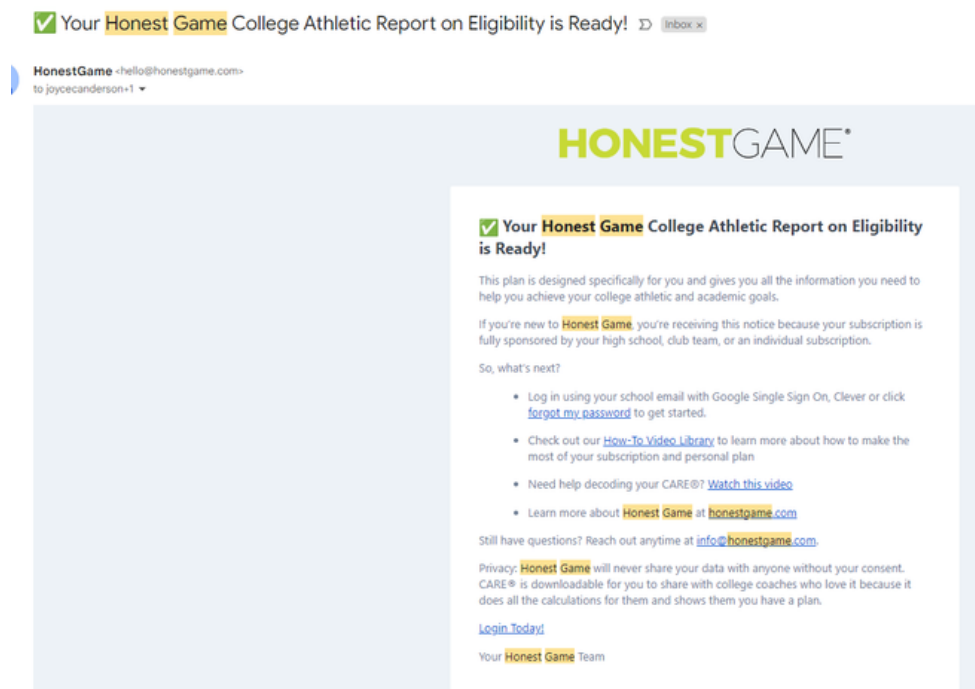 ✅ Your Honest Game College Athletic Report on Eligibility is Ready! Inbox x
HonestGame <hello@honestgame.com>
to joycecanderson+1
HONESTGAME®
✅ Your Honest Game College Athletic Report on Eligibility
is Ready!
This plan is designed specifically for you and gives you all the information you need to
help you achieve your college athletic and academic goals.
If you're new to Honest Game, you're receiving this notice because your subscription is
fully sponsored by your high school, club team, or an individual subscription.
So, what's next?
• Log in using your school email with Google Single Sign On, Clever or click
forgot my password to get started.
• Check out our How-To Video Library to learn more about how to make the
most of your subscription and personal plan
• Need help decoding your CARE®? Watch this video
• Learn more about Honest Game at honestgame.com
Still have questions? Reach out anytime at info@honestgame.com.
Privacy: Honest Game will never share your data with anyone without your consent.
CARE® is downloadable for you to share with college coaches who love it because it
does all the calculations for them and shows them you have a plan.
Login Today!
Your Honest Game Team